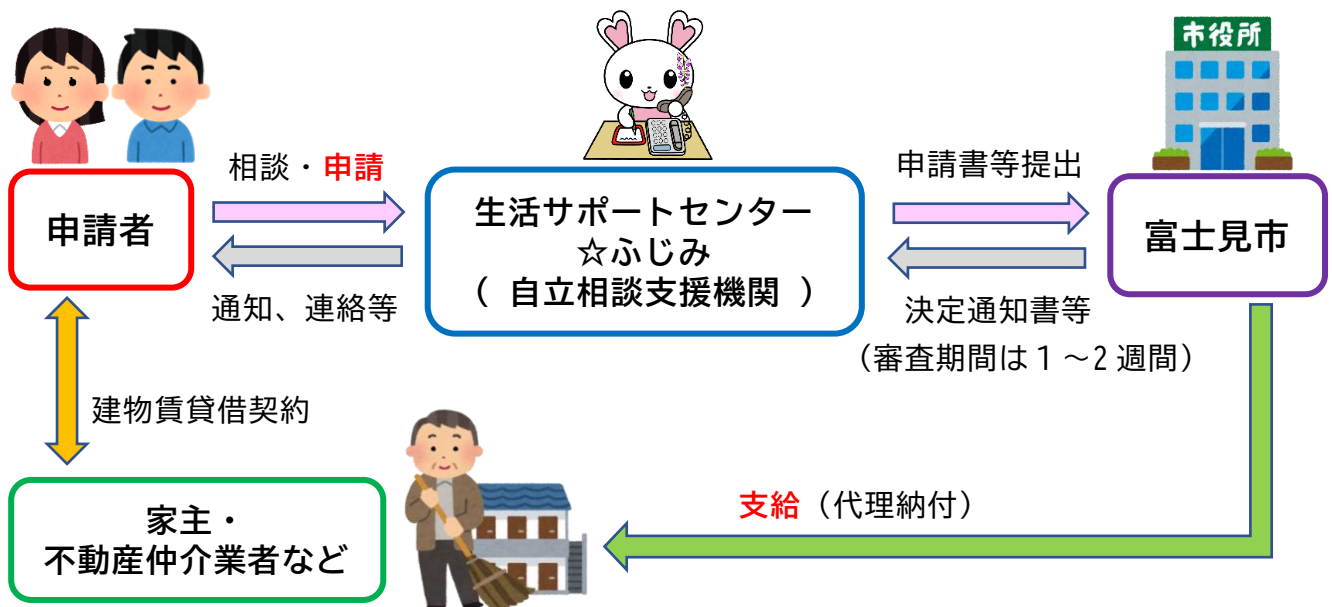 市役所
相談・申請
申請書等提出
申請者
生活サポートセンター
☆ふじみ
( 自立相談支援機関 )
富士見市
通知、連絡等
決定通知書等
（審査期間は１～2 週間）
建物賃貸借契約
家主・
不動産仲介業者など
支給（代理納付）